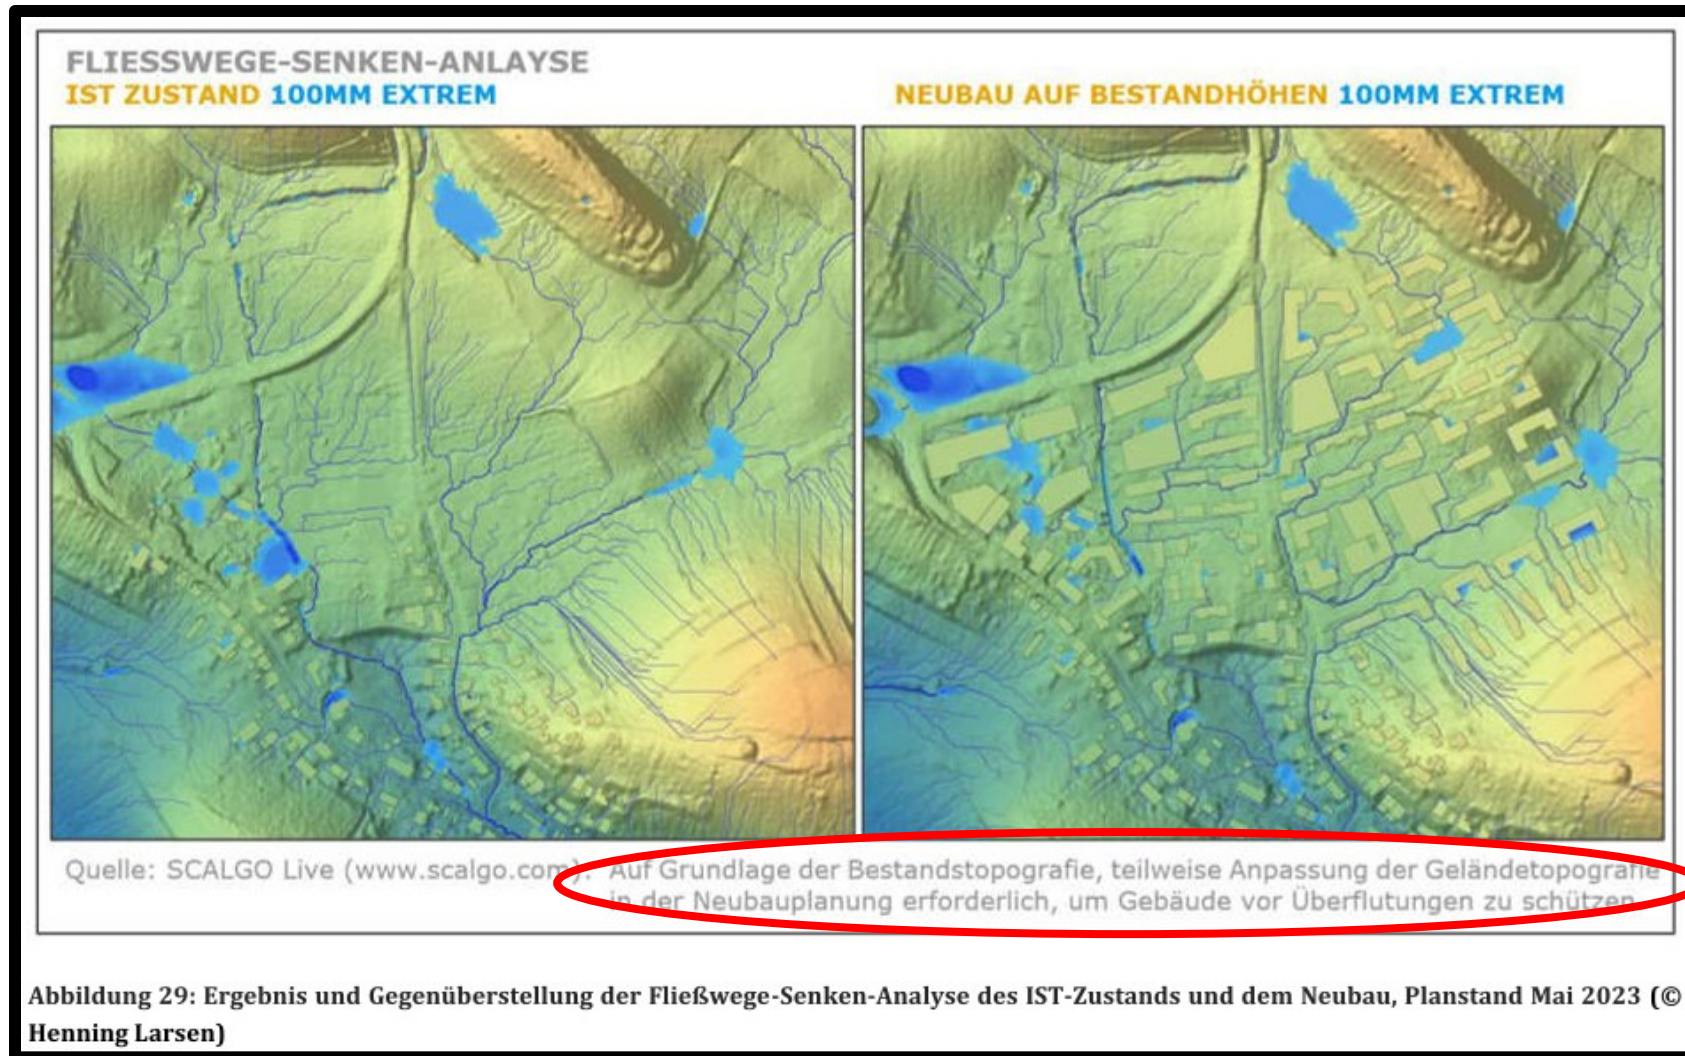 FLIESSWEGE-SENKEN-ANLAYSE
IST ZUSTAND 100MM EXTREM
NEUBAU AUF BESTANDHÖHEN 100MM EXTREM
Quelle: SCALGO Live (www.scalgo.com). Auf Grundlage der Bestandstopografie, teilweise Anpassung der Geländetopografie
in der Neubauplanung erforderlich, um Gebäude vor Überflutungen zu schützen.
Abbildung 29: Ergebnis und Gegenüberstellung der Fließwege-Senken-Analyse des IST-Zustands und dem Neubau, Planstand Mai 2023 (©
Henning Larsen)